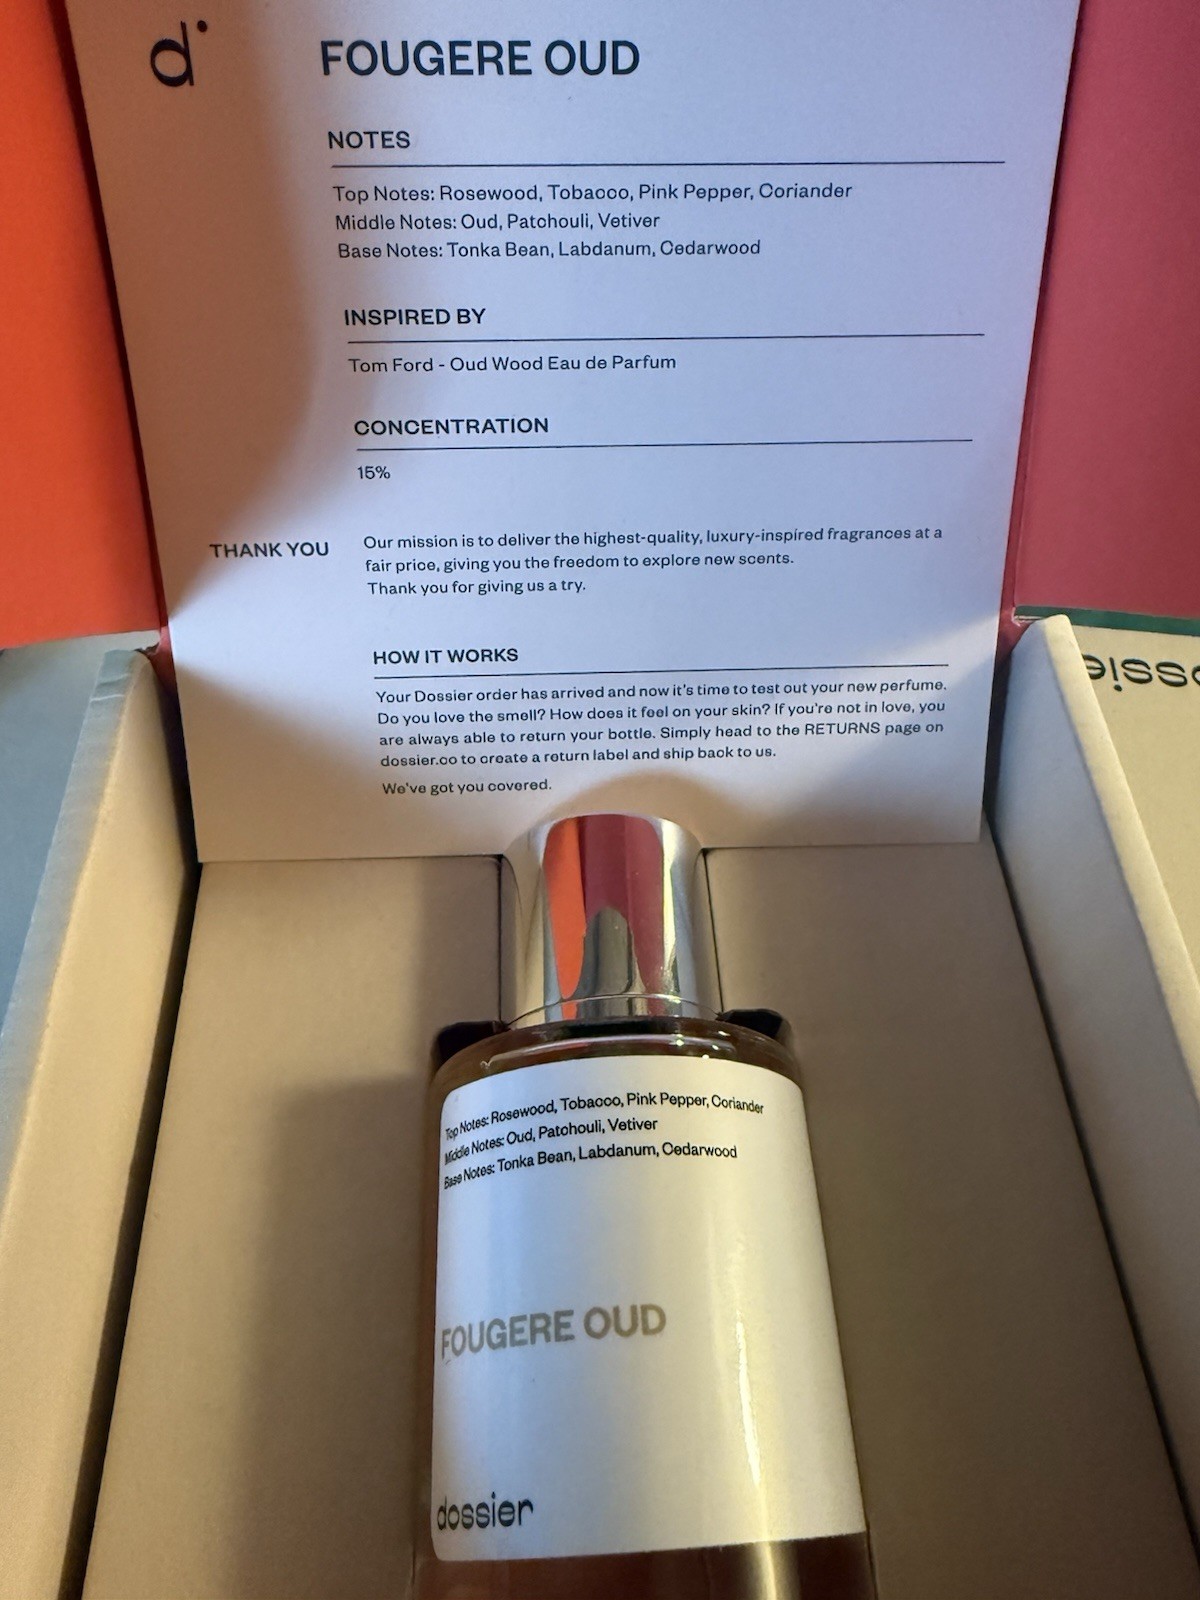 d
FOUGERE OUD
NOTES
Top Notes: Rosewood, Tobacco, Pink Pepper, Coriander
Middle Notes: Oud, Patchouli, Vetiver
Base Notes: Tonka Bean, Labdanum, Cedarwood
INSPIRED BY
Tom Ford - Oud Wood Eau de Parfum
CONCENTRATION
15%
THANK YOU
Our mission is to deliver the highest-quality, luxury-inspired fragrances at a
fair price, giving you the freedom to explore new scents.
Thank you for giving us a try.
HOW IT WORKS
Your Dossier order has arrived and now it's time to test out your new perfume.
Do you love the smell? How does it feel on your skin? If you're not in love, you
are always able to return your bottle. Simply head to the RETURNS page on
dossier.co to create a return label and ship back to us.
We've got you covered.
Top Notes: Rosewood, Tobacco, Pink Pepper, Coriander
Middle Notes: Oud, Patchouli, Vetiver
Base Notes: Tonka Bean, Labdanum, Cedarwood
FOUGERE OUD
dossier